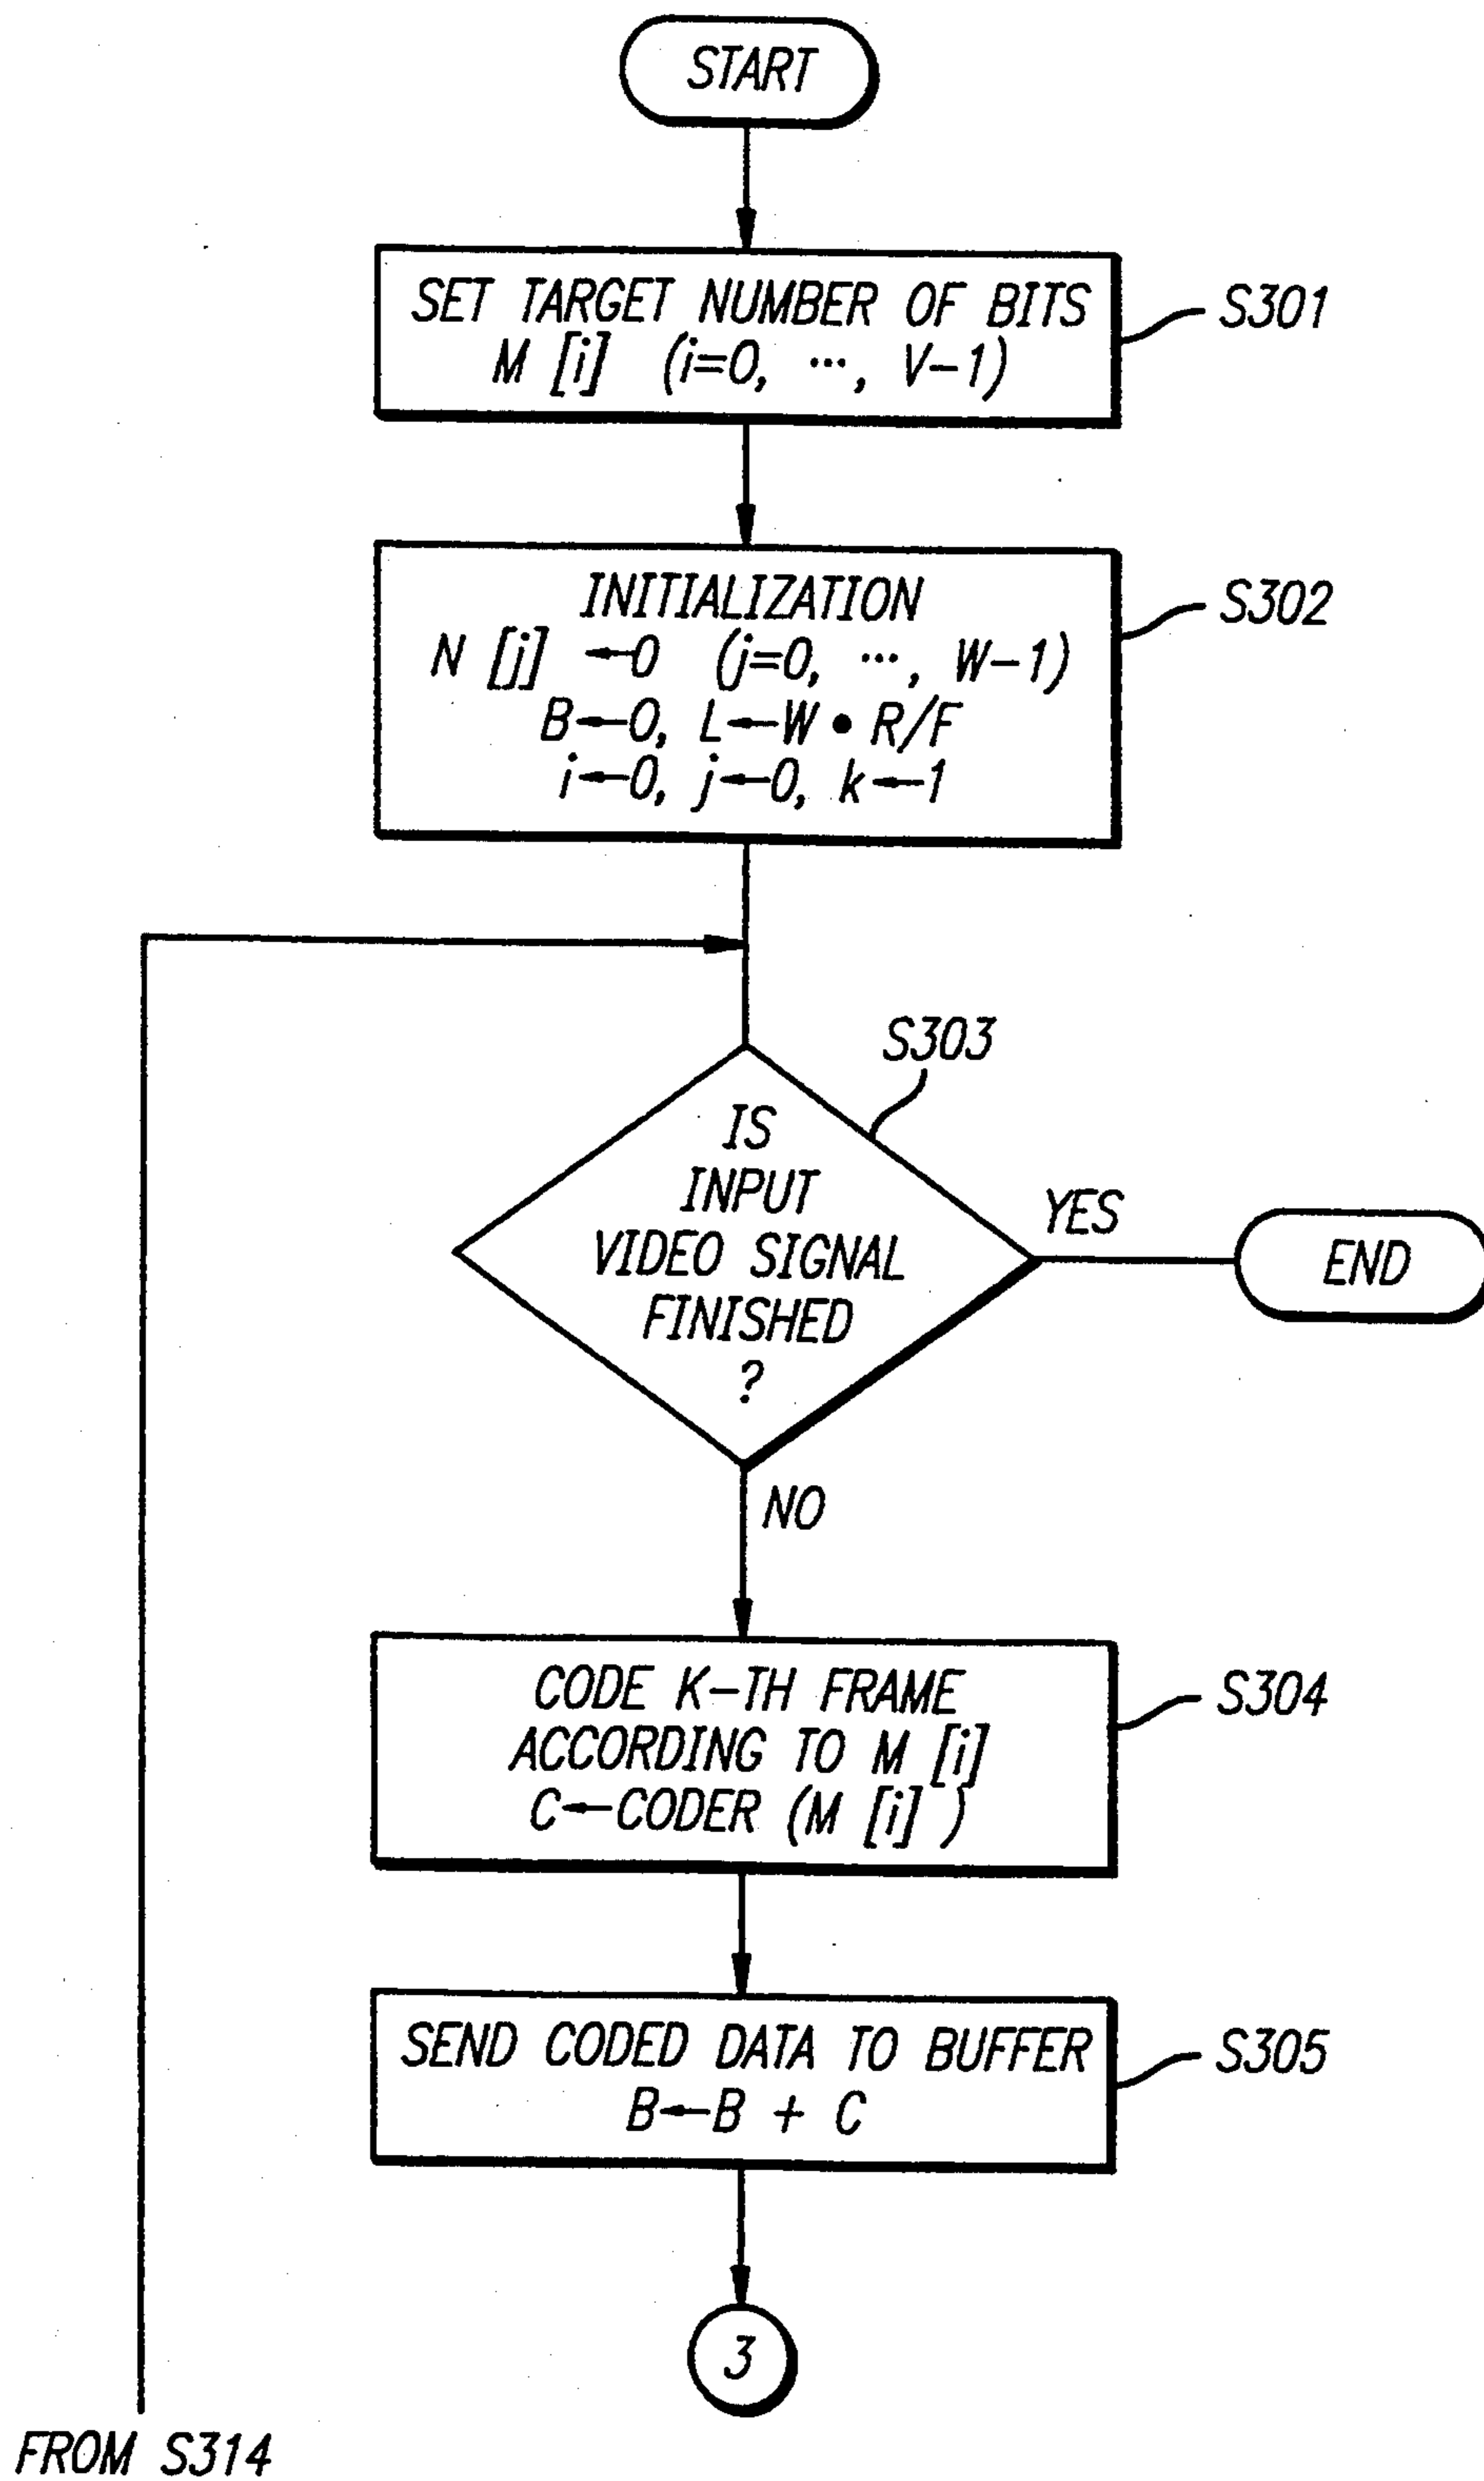 START
SET TARGET NUMBER OF BITS
M [i] (i=0, ···, V-1)
S301
INITIALIZATION
N [j] ←0 (j=0, ···, W-1)
B←0, L←W • R/F
i←0, j←0, k←1
S302
S303
IS
INPUT
VIDEO SIGNAL
FINISHED
?
YES
END
NO
CODE K-TH FRAME
ACCORDING TO M [i]
C←CODER (M [i] )
S304
SEND CODED DATA TO BUFFER
B←B + C
S305
3
FROM S314